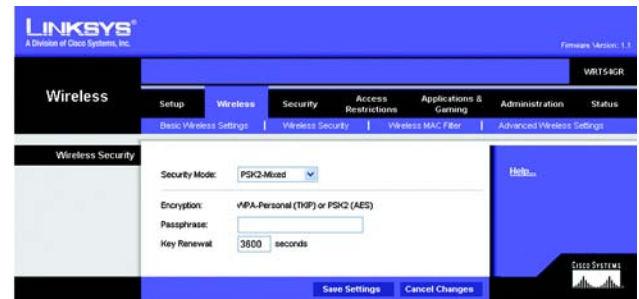 LINKSYS®
A Division of Cisco Systems, Inc.
Firmware Version: 1.1
WRT54GR
Wireless
Setup Wireless Security Access Restrictions Applications & Gaming Administration Status
Basic Wireless Settings | Wireless Security | Wireless MAC Filter | Advanced Wireless Settings
Wireless Security
Security Mode: PSK2-Mixed
Help...
Encryption: WPA-Personal (TKIP) or PSK2 (AES)
Passphrase:
Key Renewal: 3600 seconds
Save Settings Cancel Changes
CISCO SYSTEMS